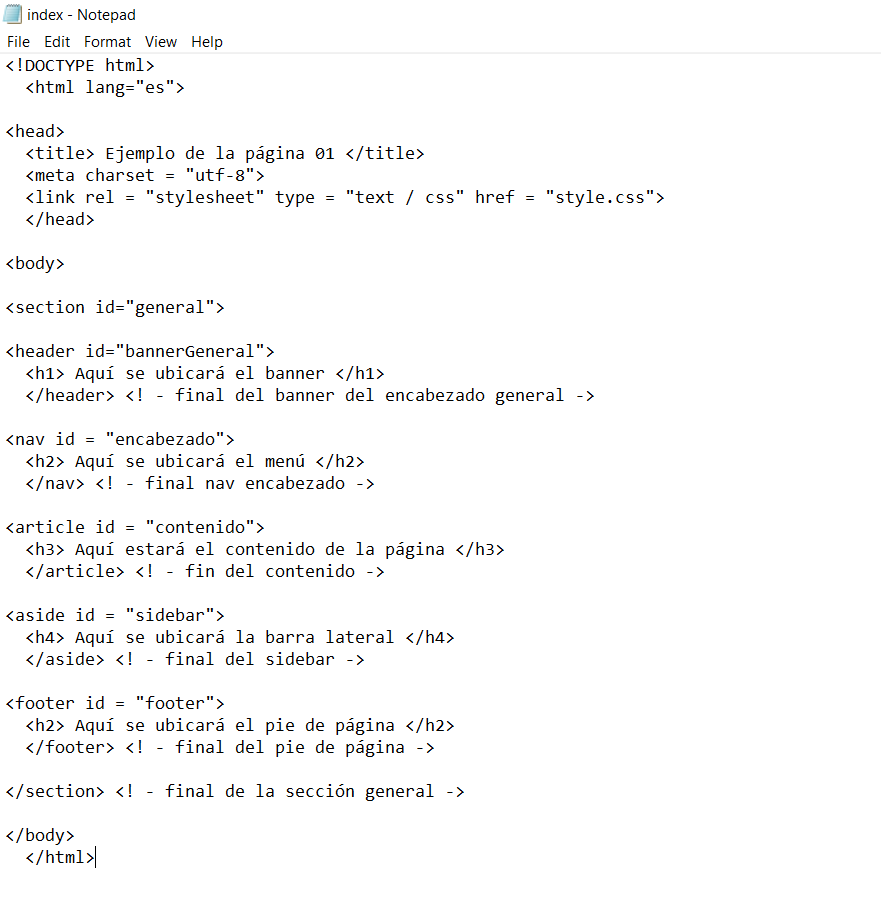 index - Notepad
File Edit Format View Help
<!DOCTYPE html>
<html lang="es">
<head>
<title> Ejemplo de la página 01 </title>
<meta charset = "utf-8">
<link rel = "stylesheet" type = "text / css" href = "style.css">
</head>
<body>
<section id="general">
<header id="bannerGeneral">
<h1> Aquí se ubicará el banner </h1>
</header> <! - final del banner del encabezado general ->
<nav id = "encabezado">
<h2> Aquí se ubicará el menú </h2>
</nav> <! - final nav encabezado ->
<article id = "contenido">
<h3> Aquí estará el contenido de la página </h3>
</article> <! - fin del contenido ->
<aside id = "sidebar">
<h4> Aquí se ubicará la barra lateral </h4>
</aside> <! - final del sidebar ->
<footer id = "footer">
<h2> Aquí se ubicará el pie de página </h2>
</footer> <! - final del pie de página ->
</section> <! - final de la sección general ->
</body>
</html>